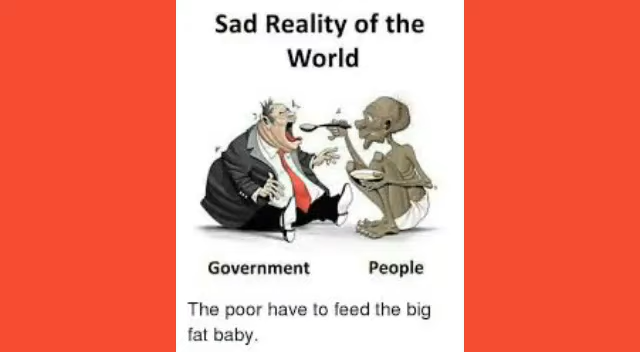 Sad Reality of the
World
Government People
The poor have to feed the big
fat baby.